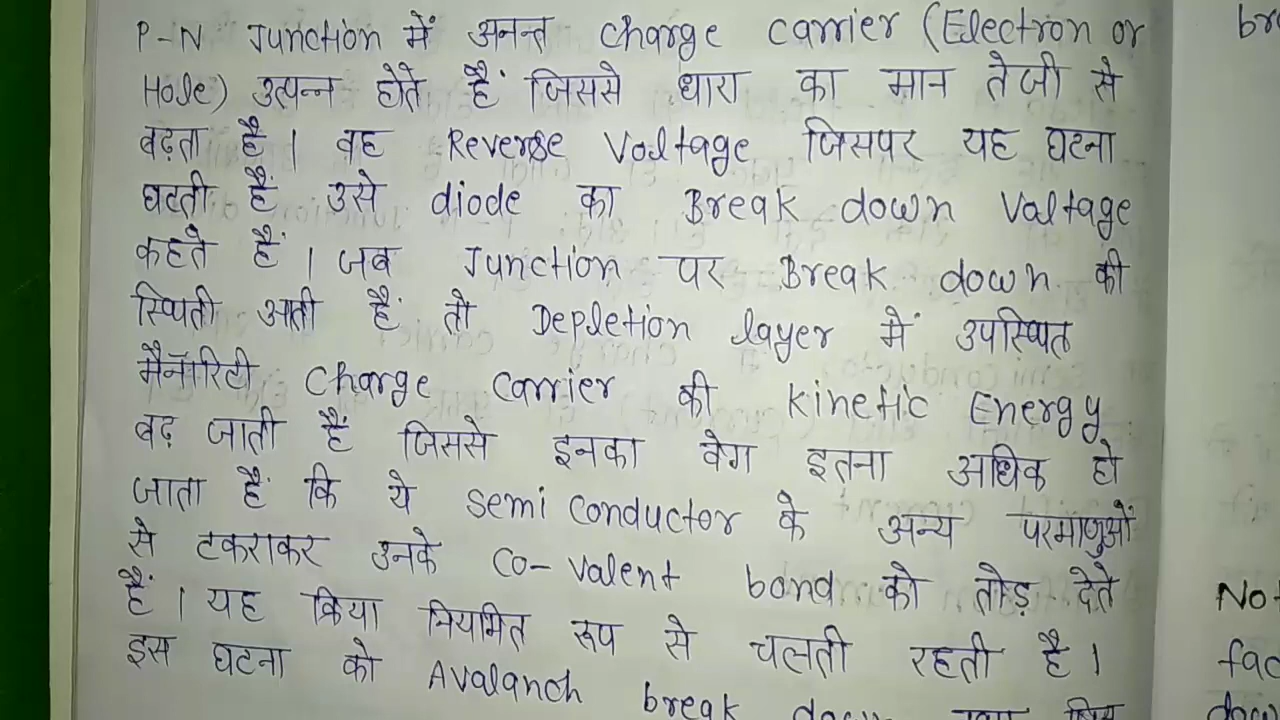 P-N Junction में अनन्त charge carrier (Electron or
Hole) उत्पन्न होते हैं जिससे धारा का मान तेजी से
बढ़ता है। वह Reverse Voltage जिसपर यह घटना
घटती हैं उसे diode का Break down Valtage
कहते हैं। जब Junction पर Break down की
स्थिती आती हैं तो Depletion layer में उपस्थित
मैनॉरिटी charge carrier की kinetic Energy
बढ़ जाती हैं जिससे इनका वेग इतना अधिक हो
जाता हैं कि ये semi conductor के अन्य परमाणुओं
से टकराकर उनके co-valent bond को तोड़ देते
हैं। यह क्रिया नियमित रूप से चलती रहती है।
इस घटना को Avalanch break down